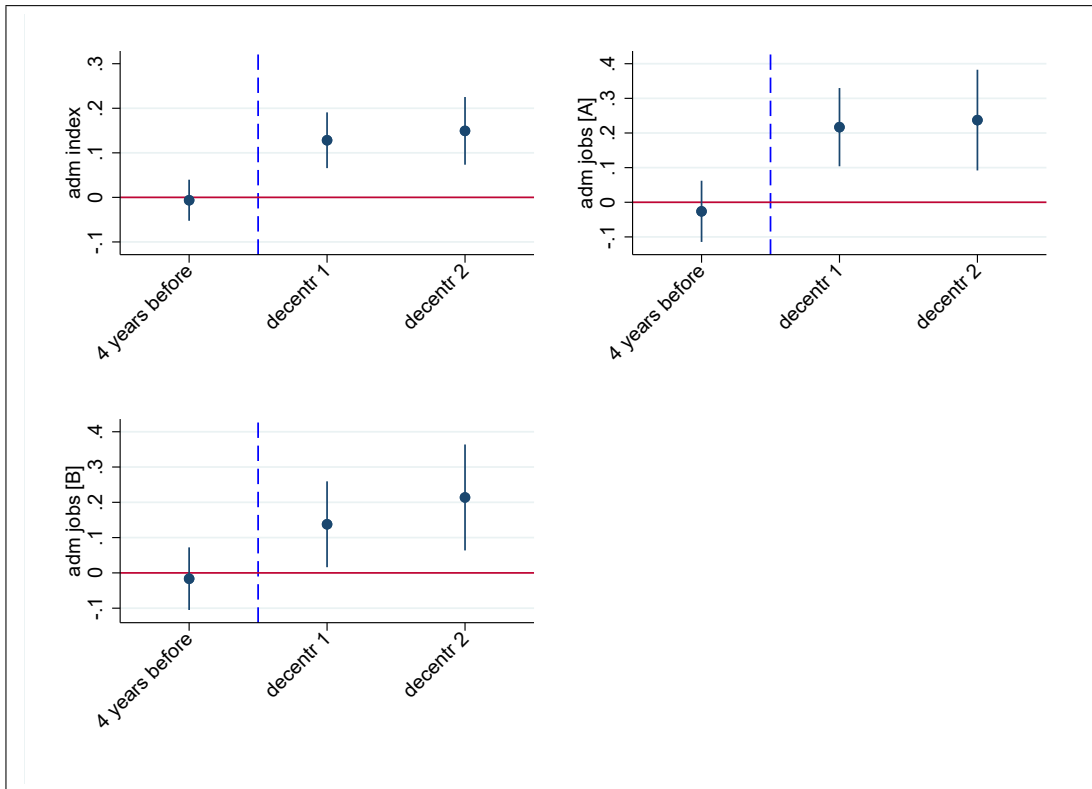 adm index
.3
.2
.1
0
-.1
4 years before
decentr 1
decentr 2
adm jobs [A]
.4
.3
.2
.1
0
-.1
4 years before
decentr 1
decentr 2
adm jobs [B]
.4
.3
.2
.1
0
-.1
4 years before
decentr 1
decentr 2